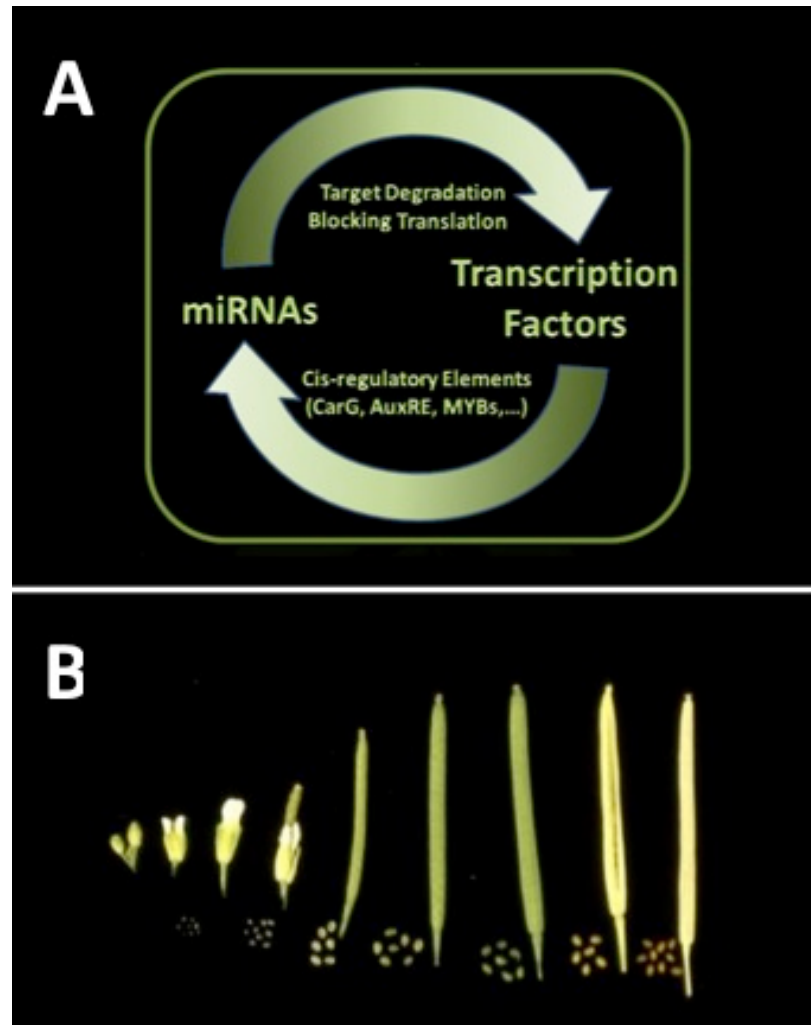 A
Target Degradation
Blocking Translation
miRNAs
Transcription
Factors
Cis-regulatory Elements
(CarG, AuxRE, MYBs,...)
B